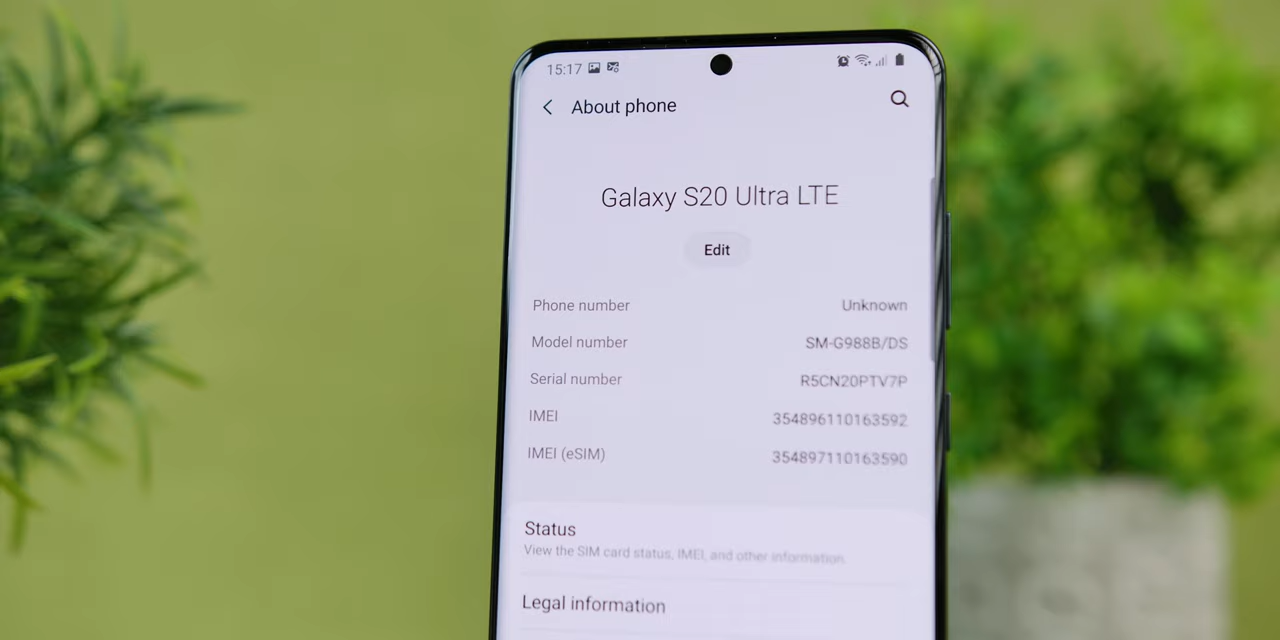 15:17
About phone
Galaxy S20 Ultra LTE
Edit
Phone number Unknown
Model number SM-G988B/DS
Serial number R5CN20PTV7P
IMEI 354896110163592
IMEI (eSIM) 354897110163590
Status
View the SIM card status, IMEI, and other information.
Legal information